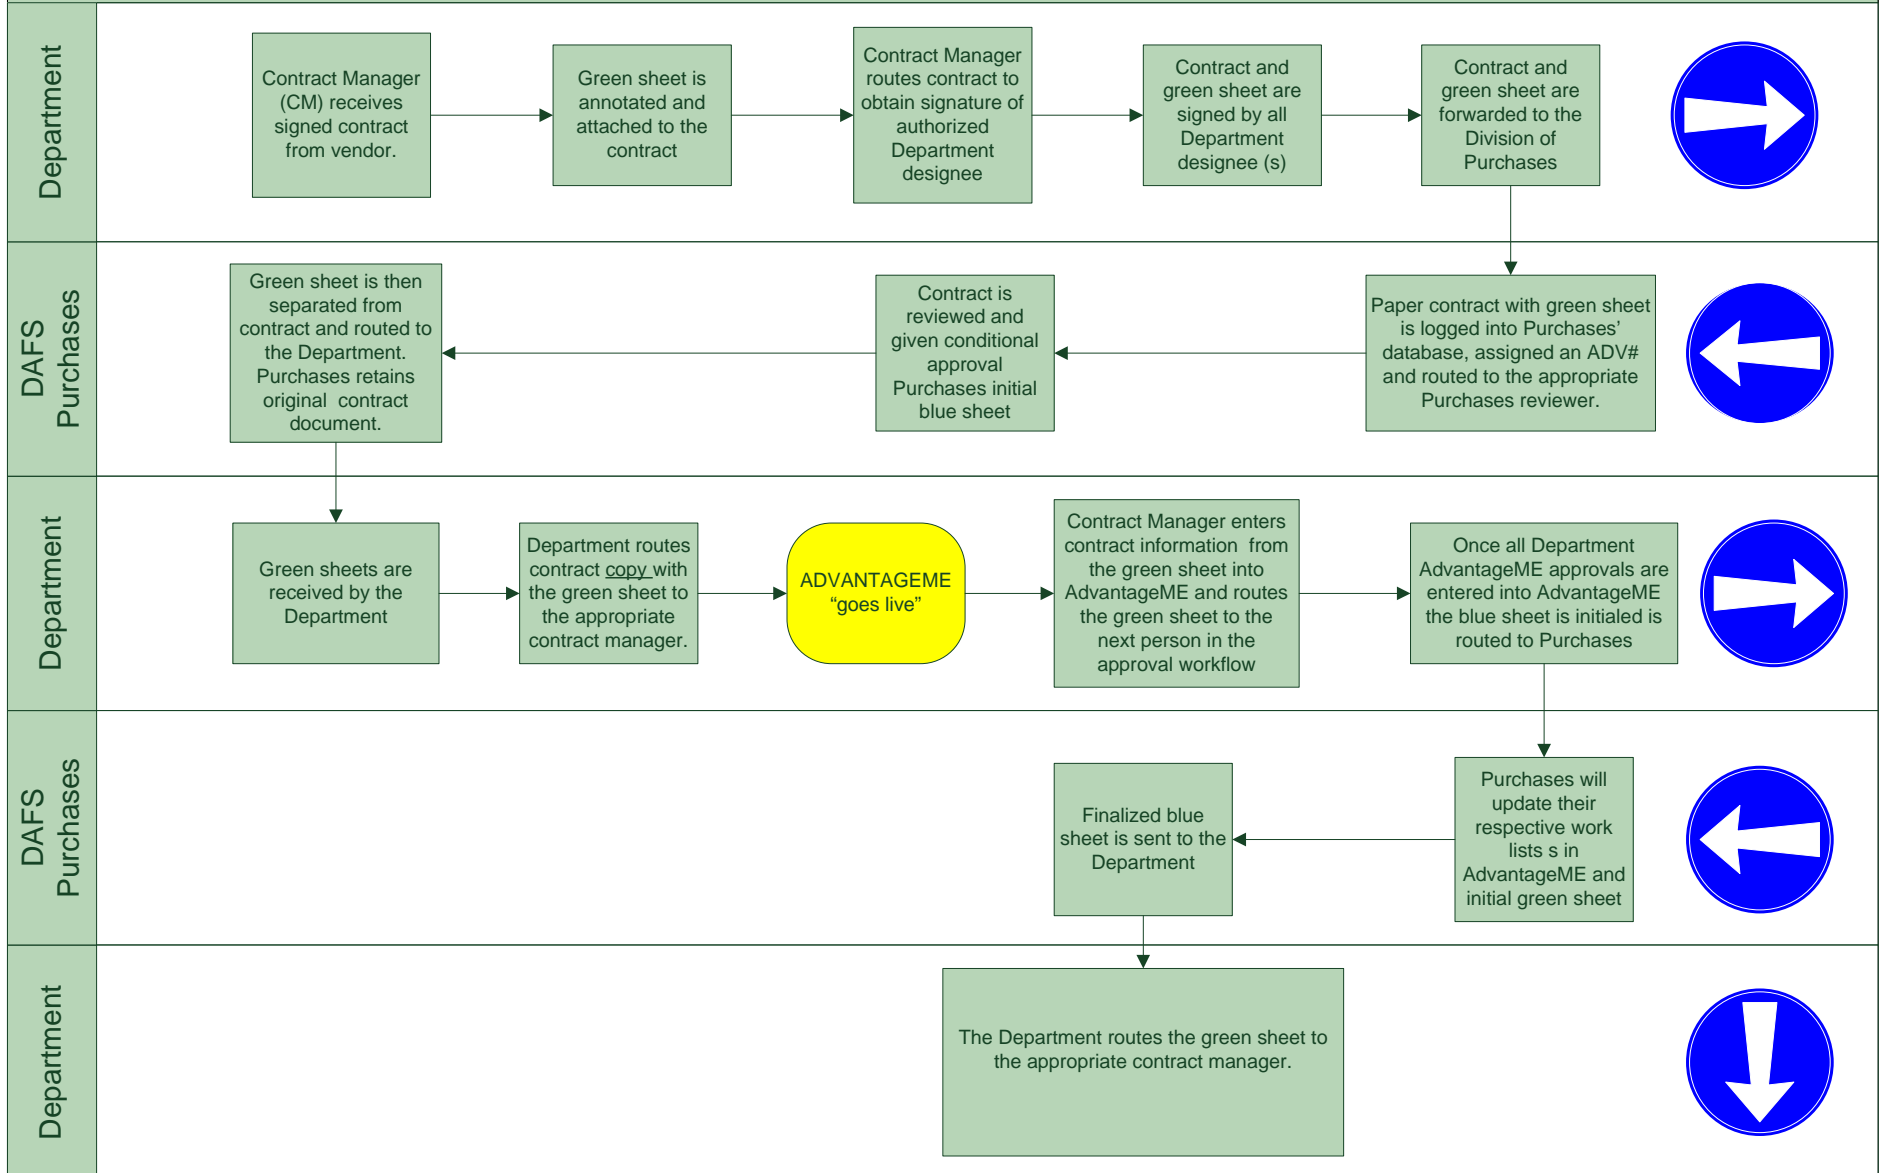 Department
Contract Manager
(CM) receives
signed contract
from vendor.
Green sheet is
annotated and
attached to the
contract
Contract Manager
routes contract to
obtain signature of
authorized
Department
designee
Contract and
green sheet are
signed by all
Department
designee (s)
Contract and
green sheet are
forwarded to the
Division of
Purchases
DAFS
Purchases
Paper contract with green sheet
is logged into Purchases’
database, assigned an ADV#
and routed to the appropriate
Purchases reviewer.
Contract is
reviewed and
given conditional
approval
Purchases initial
blue sheet
Green sheet is then
separated from
contract and routed to
the Department.
Purchases retains
original contract
document.
Department
Green sheets are
received by the
Department
Department routes
contract copy with
the green sheet to
the appropriate
contract manager.
ADVANTAGEME
“goes live”
Contract Manager enters
contract information from
the green sheet into
AdvantageME and routes
the green sheet to the
next person in the
approval workflow
Once all Department
AdvantageME approvals are
entered into AdvantageME
the blue sheet is initialed is
routed to Purchases
DAFS
Purchases
Purchases will
update their
respective work
lists s in
AdvantageME and
initial green sheet
Finalized blue
sheet is sent to the
Department
Department
The Department routes the green sheet to
the appropriate contract manager.